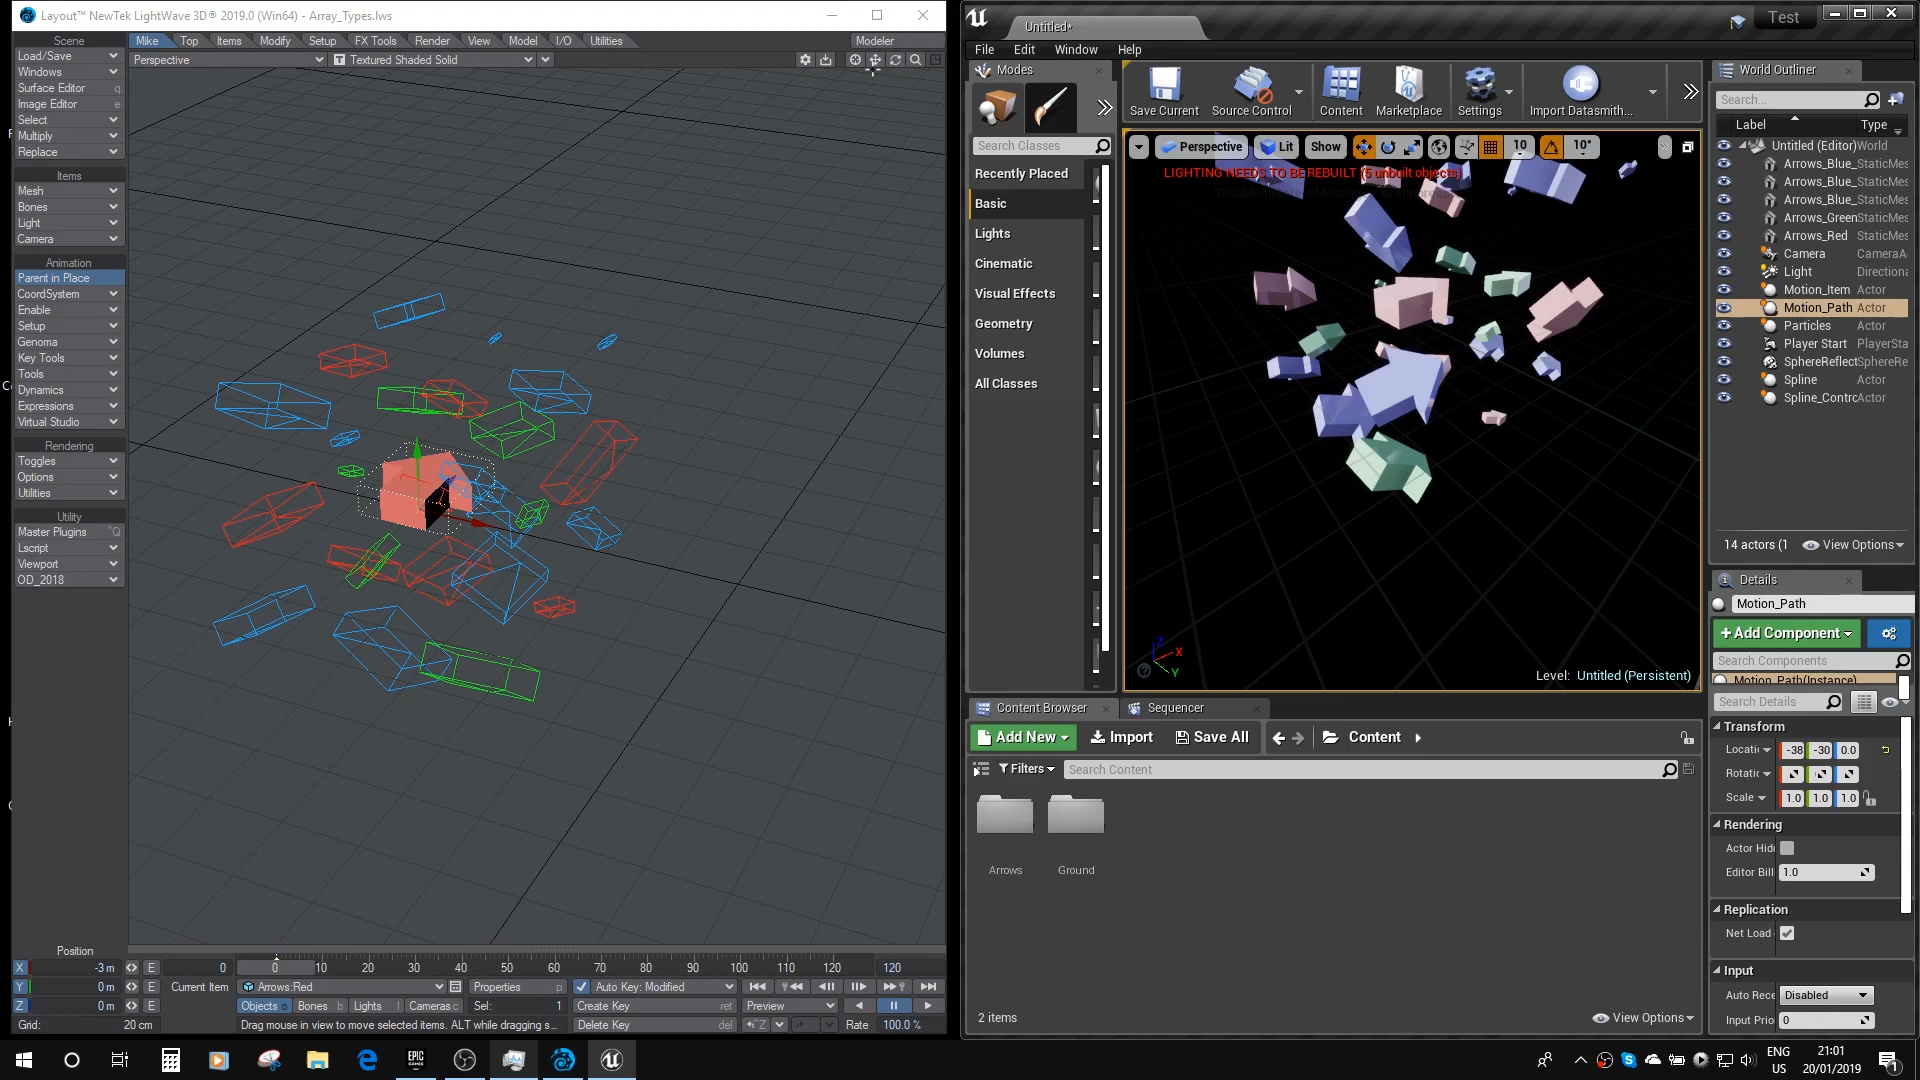 Layout™ NewTek LightWave 3D® 2019.0 (Win64) - Array_Types.lws
Scene
Mike
Top
Items
Modify
Setup
FX Tools
Render
View
Model
I/O
Utilities
Modeler
Load/Save
Perspective
Textured Shaded Solid
Windows
Surface Editor q
Image Editor e
Select
Multiply
Replace
Items
Mesh
Bones
Light
Camera
Animation
Parent in Place
CoordSystem
Enable
Setup
Genoma
Key Tools
Tools
Dynamics
Expressions
Virtual Studio
Rendering
Toggles
Options
Utilities
Utility
Master Plugins ^Q
Lscript
Viewport
OD_2018
Position
X -3 m E 0
0 10 20 30 40 50 60 70 80 90 100 110 120 120
Y 0 m E Current Item Arrows:Red Properties p Auto Key: Modified
Z 0 m E Objects o Bones b Lights l Cameras c Sel: 1 Create Key ret Preview
Grid: 20 cm Drag mouse in view to move selected items. ALT while dragging s... Delete Key del Z Rate 100.0 %
Untitled*
Test
File Edit Window Help
Modes
Save Current
Source Control
Content
Marketplace
Settings
Import Datasmith...
Search Classes
Recently Placed
Basic
Lights
Cinematic
Visual Effects
Geometry
Volumes
All Classes
Perspective
Lit
Show
10
10°
LIGHTING NEEDS TO BE REBUILT (5 unbuilt objects)
Z
X
Y
Level: Untitled (Persistent)
World Outliner
Search...
Label Type
Untitled (Editor) World
Arrows_Blue_ StaticMes
Arrows_Blue_ StaticMes
Arrows_Blue_ StaticMes
Arrows_Green StaticMes
Arrows_Red StaticMes
Camera CameraA
Light Directiona
Motion_Item Actor
Motion_Path Actor
Particles Actor
Player Start PlayerSta
SphereReflect SphereRe
Spline Actor
Spline_Contro Actor
14 actors (1 View Options
Details
Motion_Path
+Add Component
Search Components
Motion_Path(Instance)
Search Details
Transform
Locati -38 -30 0.0
Rotatic
Scale 1.0 1.0 1.0
Rendering
Actor Hid
Editor Bill 1.0
Replication
Net Load
Input
Auto Rece Disabled
Input Prio 0
Content Browser
Sequencer
Add New
Import
Save All
Content
Filters
Search Content
Arrows
Ground
2 items
View Options
EPIC
GAMES
ENG
US
21:01
20/01/2019
1